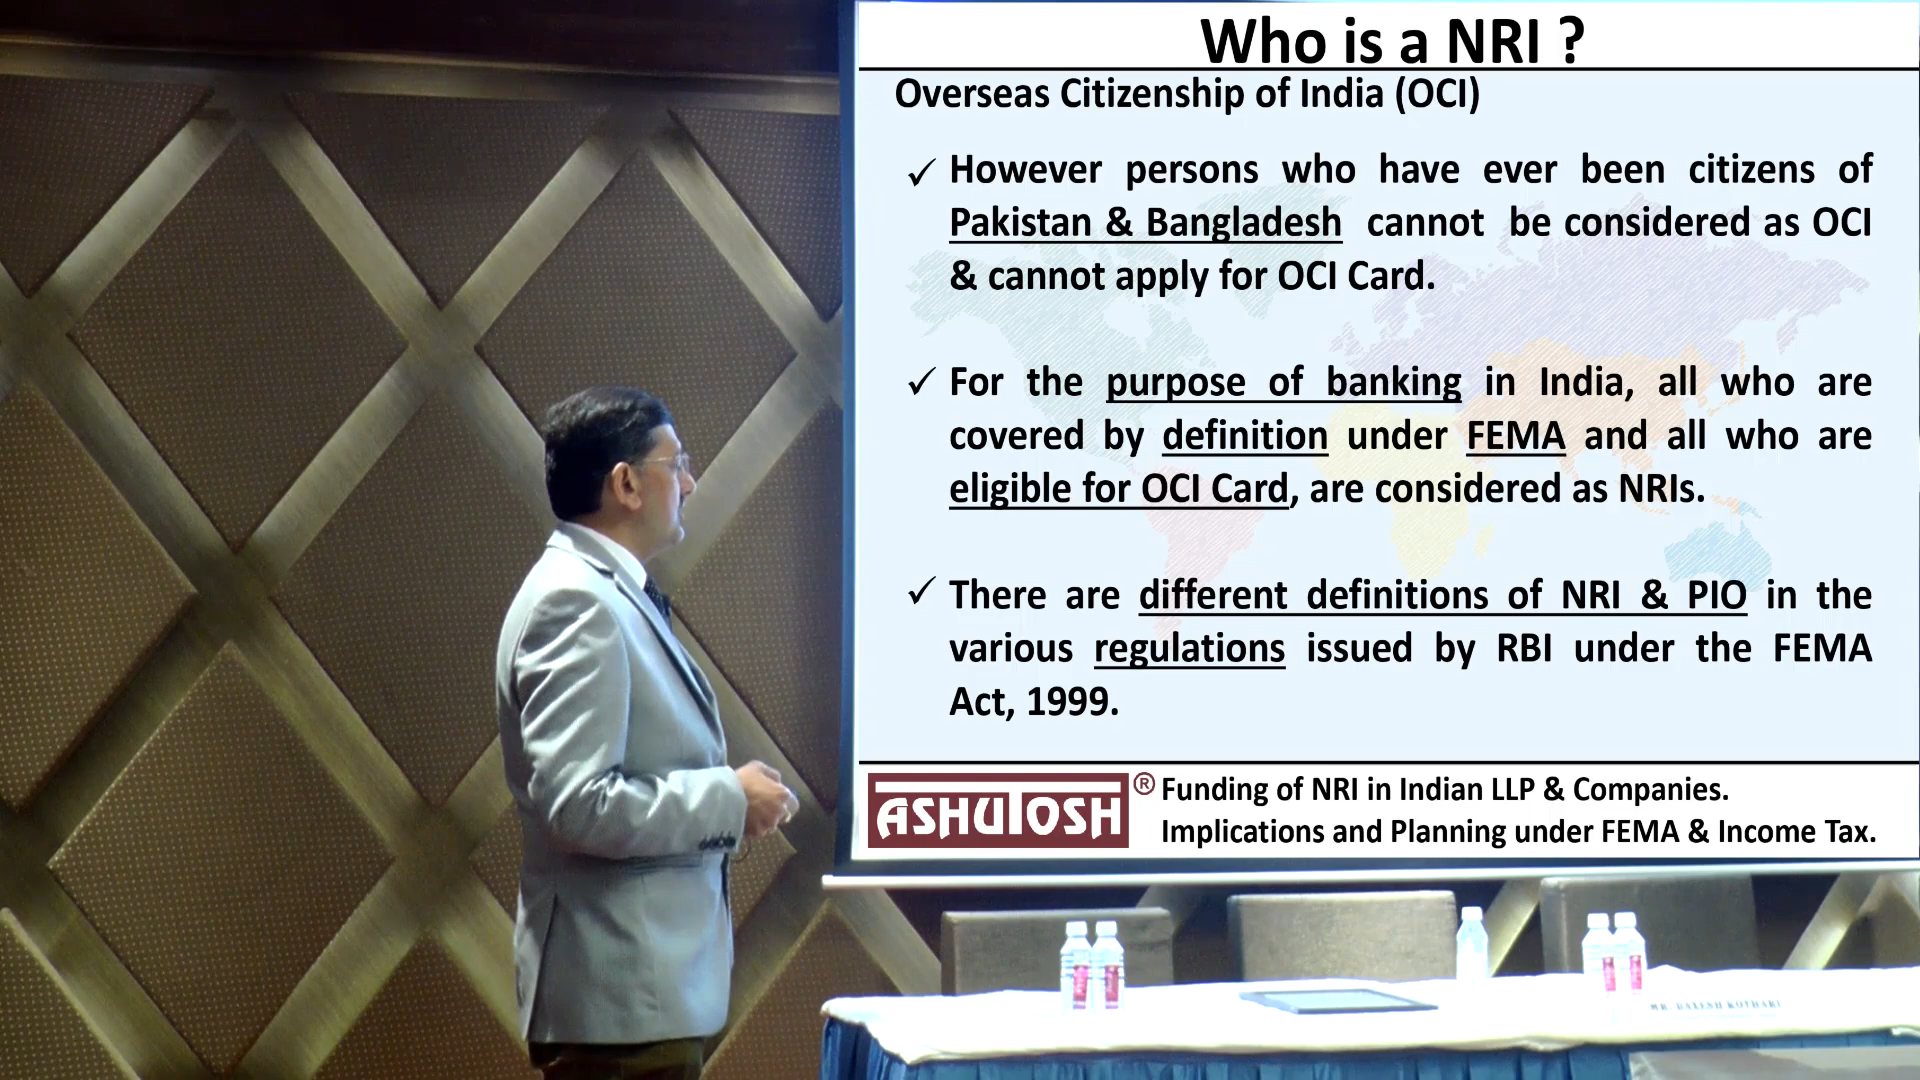 Who is a NRI ?
Overseas Citizenship of India (OCI)
✓ However persons who have ever been citizens of
Pakistan & Bangladesh cannot be considered as OCI
& cannot apply for OCI Card.
✓ For the purpose of banking in India, all who are
covered by definition under FEMA and all who are
eligible for OCI Card, are considered as NRIs.
✓ There are different definitions of NRI & PIO in the
various regulations issued by RBI under the FEMA
Act, 1999.
ASHUTOSH ®
Funding of NRI in Indian LLP & Companies.
Implications and Planning under FEMA & Income Tax.
MR. KOTHARI